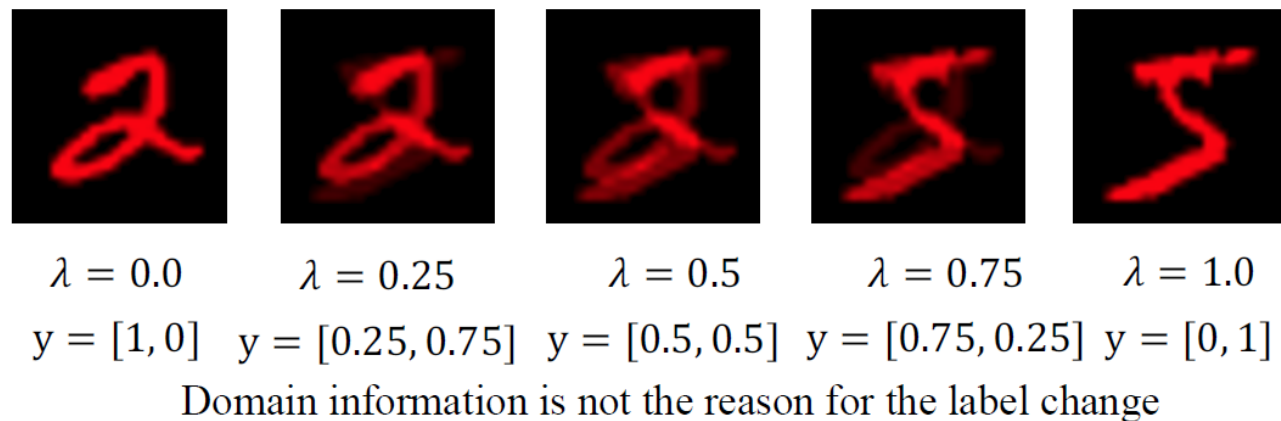 λ = 0.0 λ = 0.25 λ = 0.5 λ = 0.75 λ = 1.0
y = [1, 0] y = [0.25, 0.75] y = [0.5, 0.5] y = [0.75, 0.25] y = [0, 1]
Domain information is not the reason for the label change